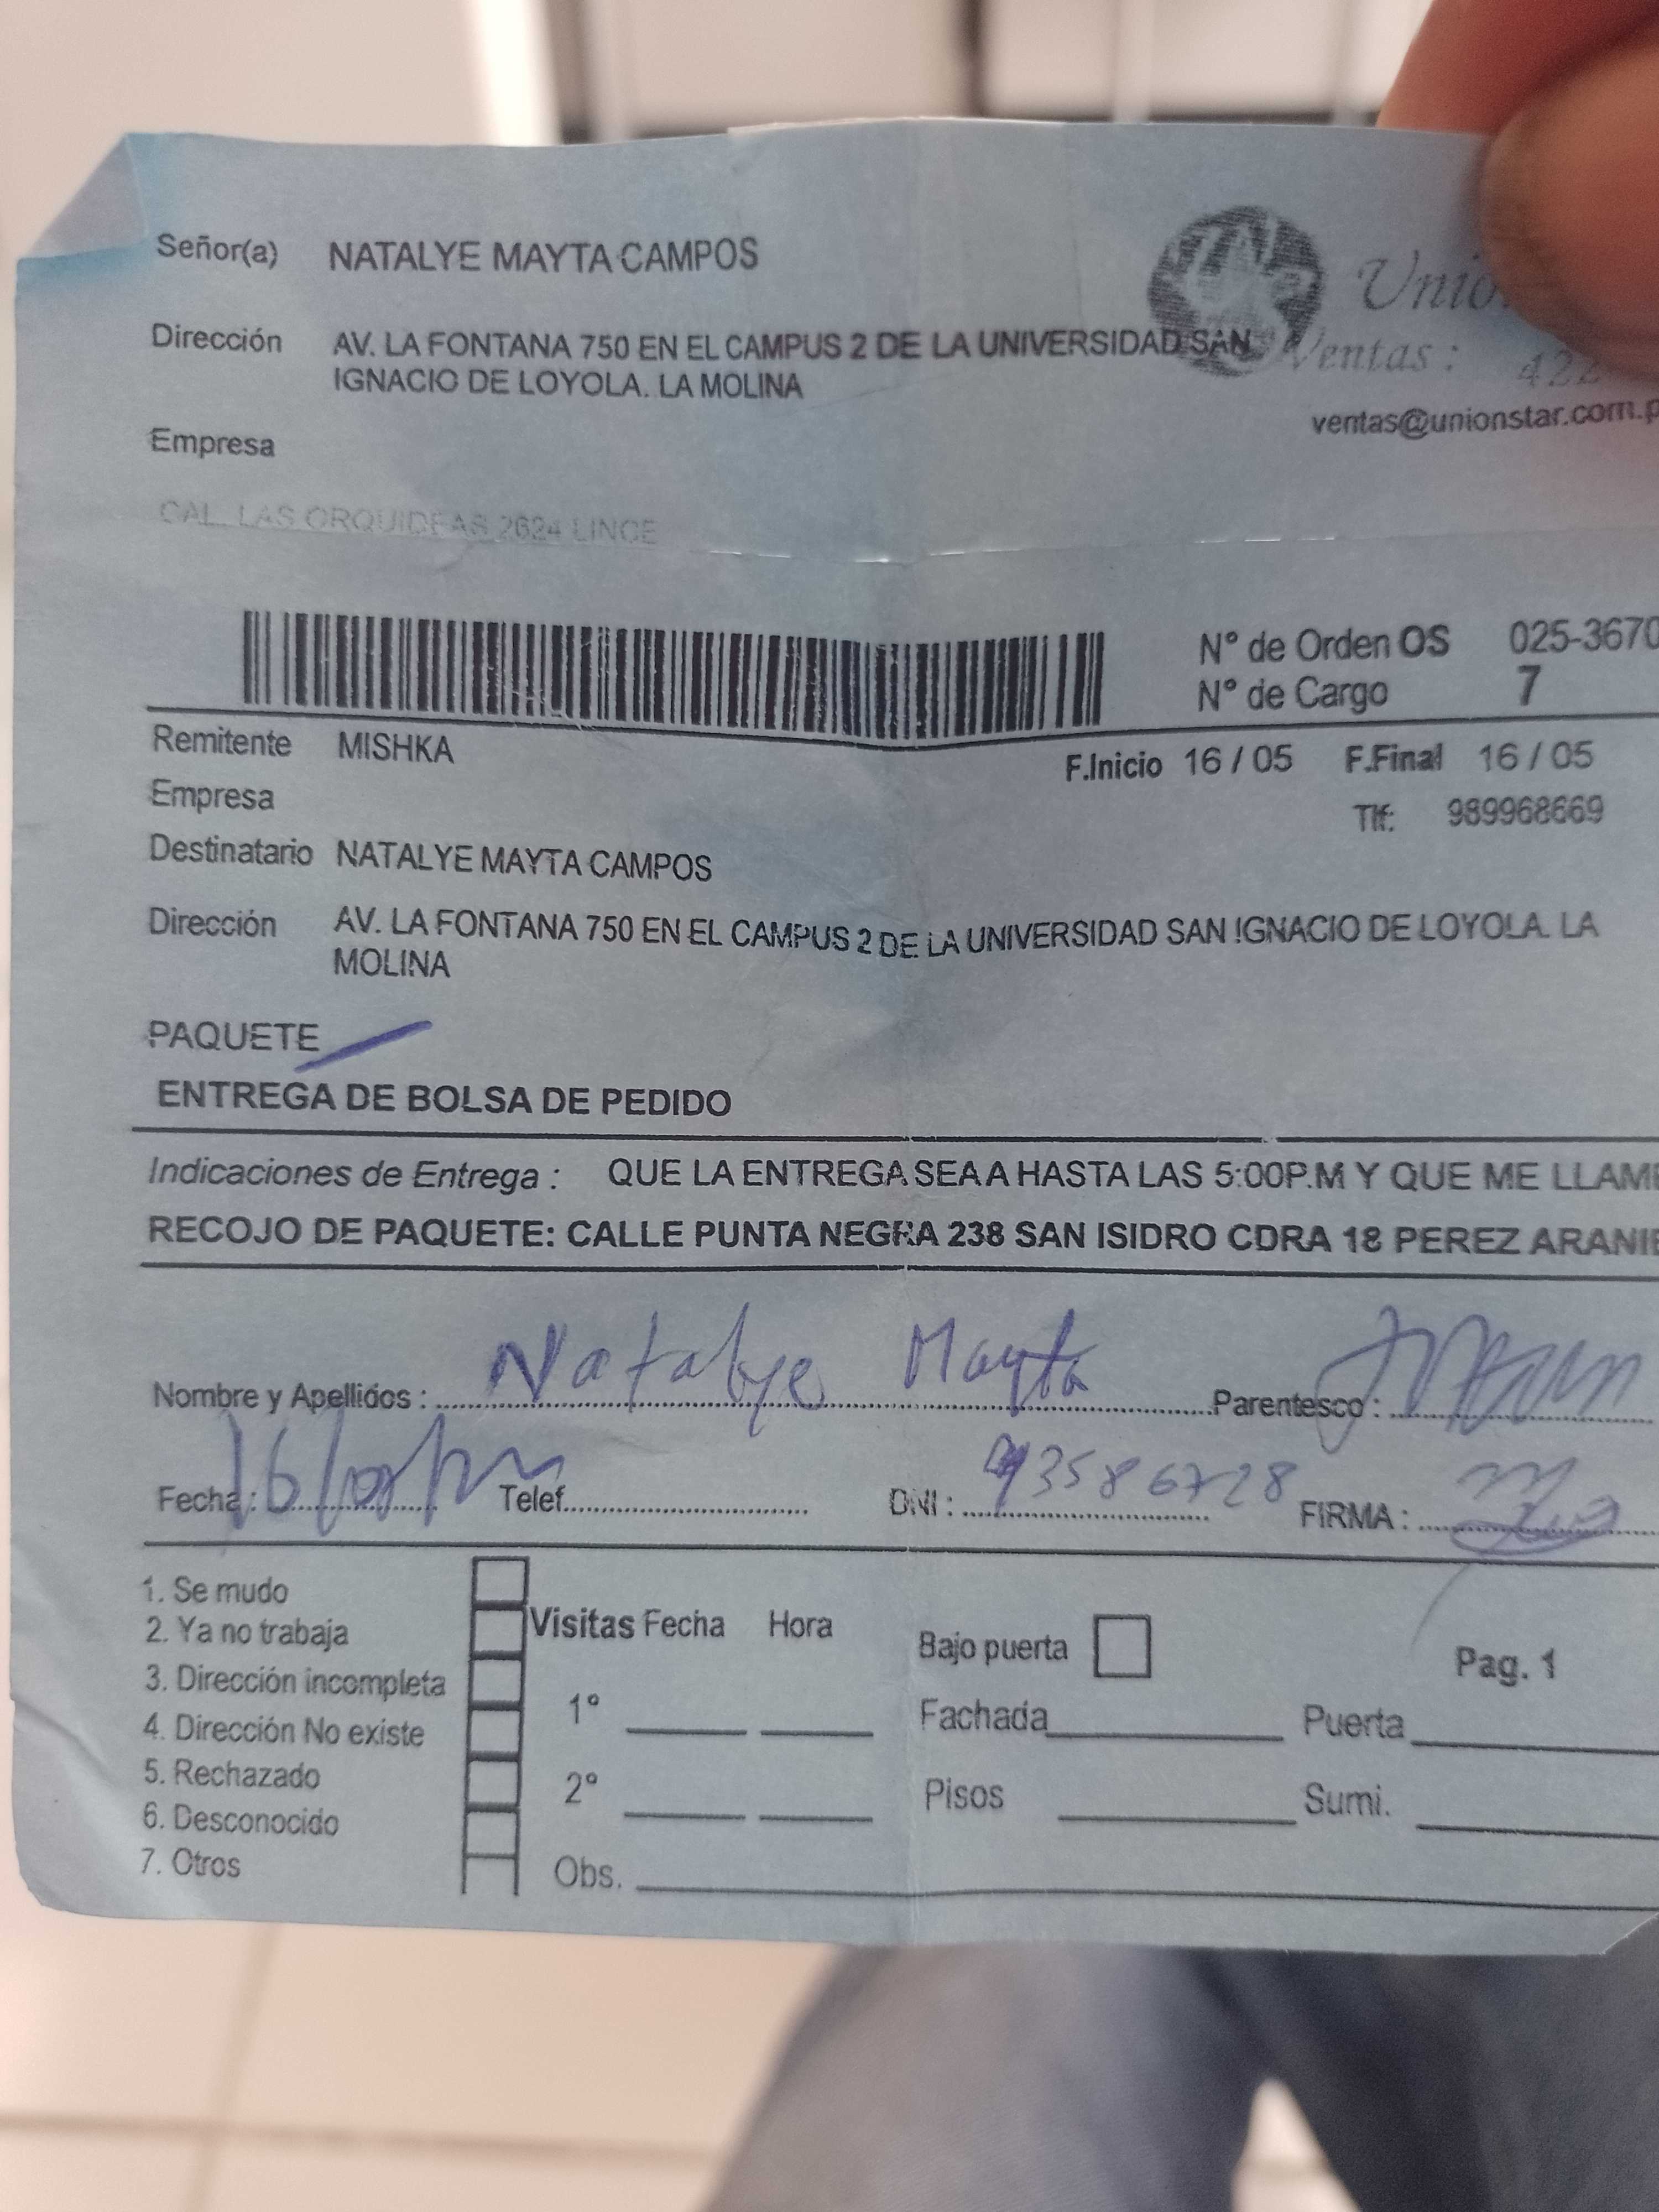 Señor(a) NATALYE MAYTA CAMPOS
Dirección AV. LA FONTANA 750 EN EL CAMPUS 2 DE LA UNIVERSIDAD SAN
IGNACIO DE LOYOLA. LA MOLINA
Ventas :
ventas@unionstar.com.p
Empresa
CAL. LAS ORQUIDEAS 2624 LINCE
Nº de Orden OS 025-3670
Nº de Cargo 7
Remitente MISHKA
F.Inicio 16 / 05 F.Final 16 / 05
Empresa
Tlf: 989968669
Destinatario NATALYE MAYTA CAMPOS
Dirección AV. LA FONTANA 750 EN EL CAMPUS 2 DE LA UNIVERSIDAD SAN IGNACIO DE LOYOLA. LA
MOLINA
PAQUETE
ENTREGA DE BOLSA DE PEDIDO
Indicaciones de Entrega : QUE LA ENTREGA SEA A HASTA LAS 5:00P.M Y QUE ME LLAME
RECOJO DE PAQUETE: CALLE PUNTA NEGRA 238 SAN ISIDRO CDRA 18 PEREZ ARANIB
Nombre y Apellidos : Natalye Mayta Parentesco :
Fecha : Telef. DNI : 43586728 FIRMA :
1. Se mudo
2. Ya no trabaja
3. Dirección incompleta
4. Dirección No existe
5. Rechazado
6. Desconocido
7. Otros
Visitas Fecha Hora
1º
2º
Obs.
Bajo puerta
Pag. 1
Fachada Puerta
Pisos Sumi.